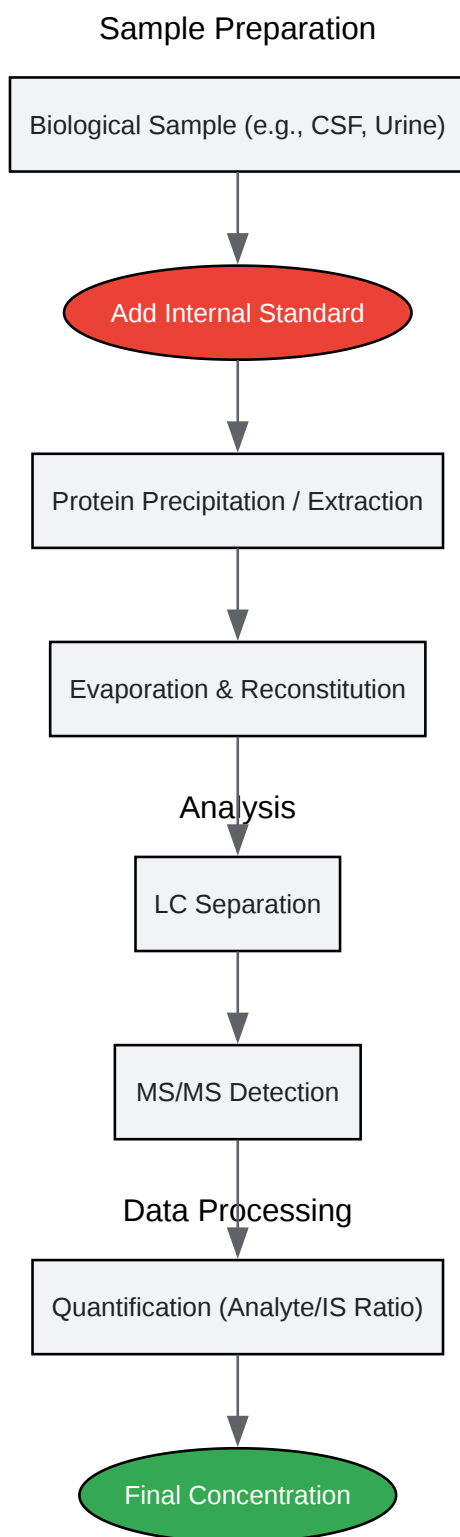 Sample Preparation
Biological Sample (e.g., CSF, Urine)
Add Internal Standard
Protein Precipitation / Extraction
Evaporation & Reconstitution
Analysis
LC Separation
MS/MS Detection
Data Processing
Quantification (Analyte/IS Ratio)
Final Concentration